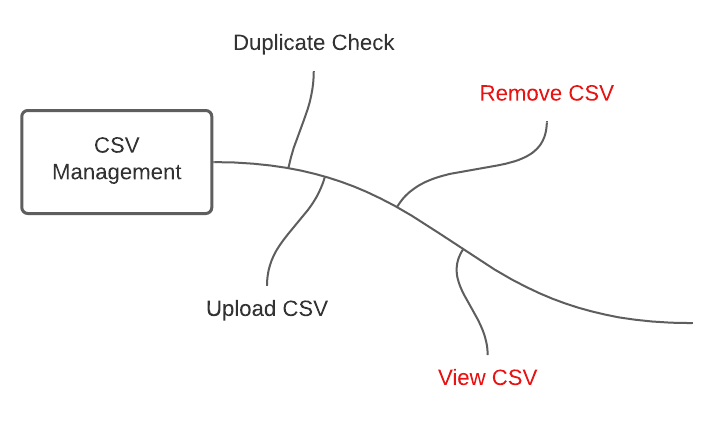 Duplicate Check
Remove CSV
CSV
Management
Upload CSV
View CSV